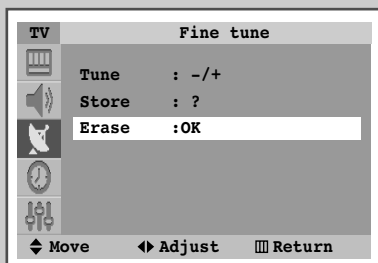 TV Fine tune
Tune : -/+
Store : ?
Erase :OK
Move Adjust Return